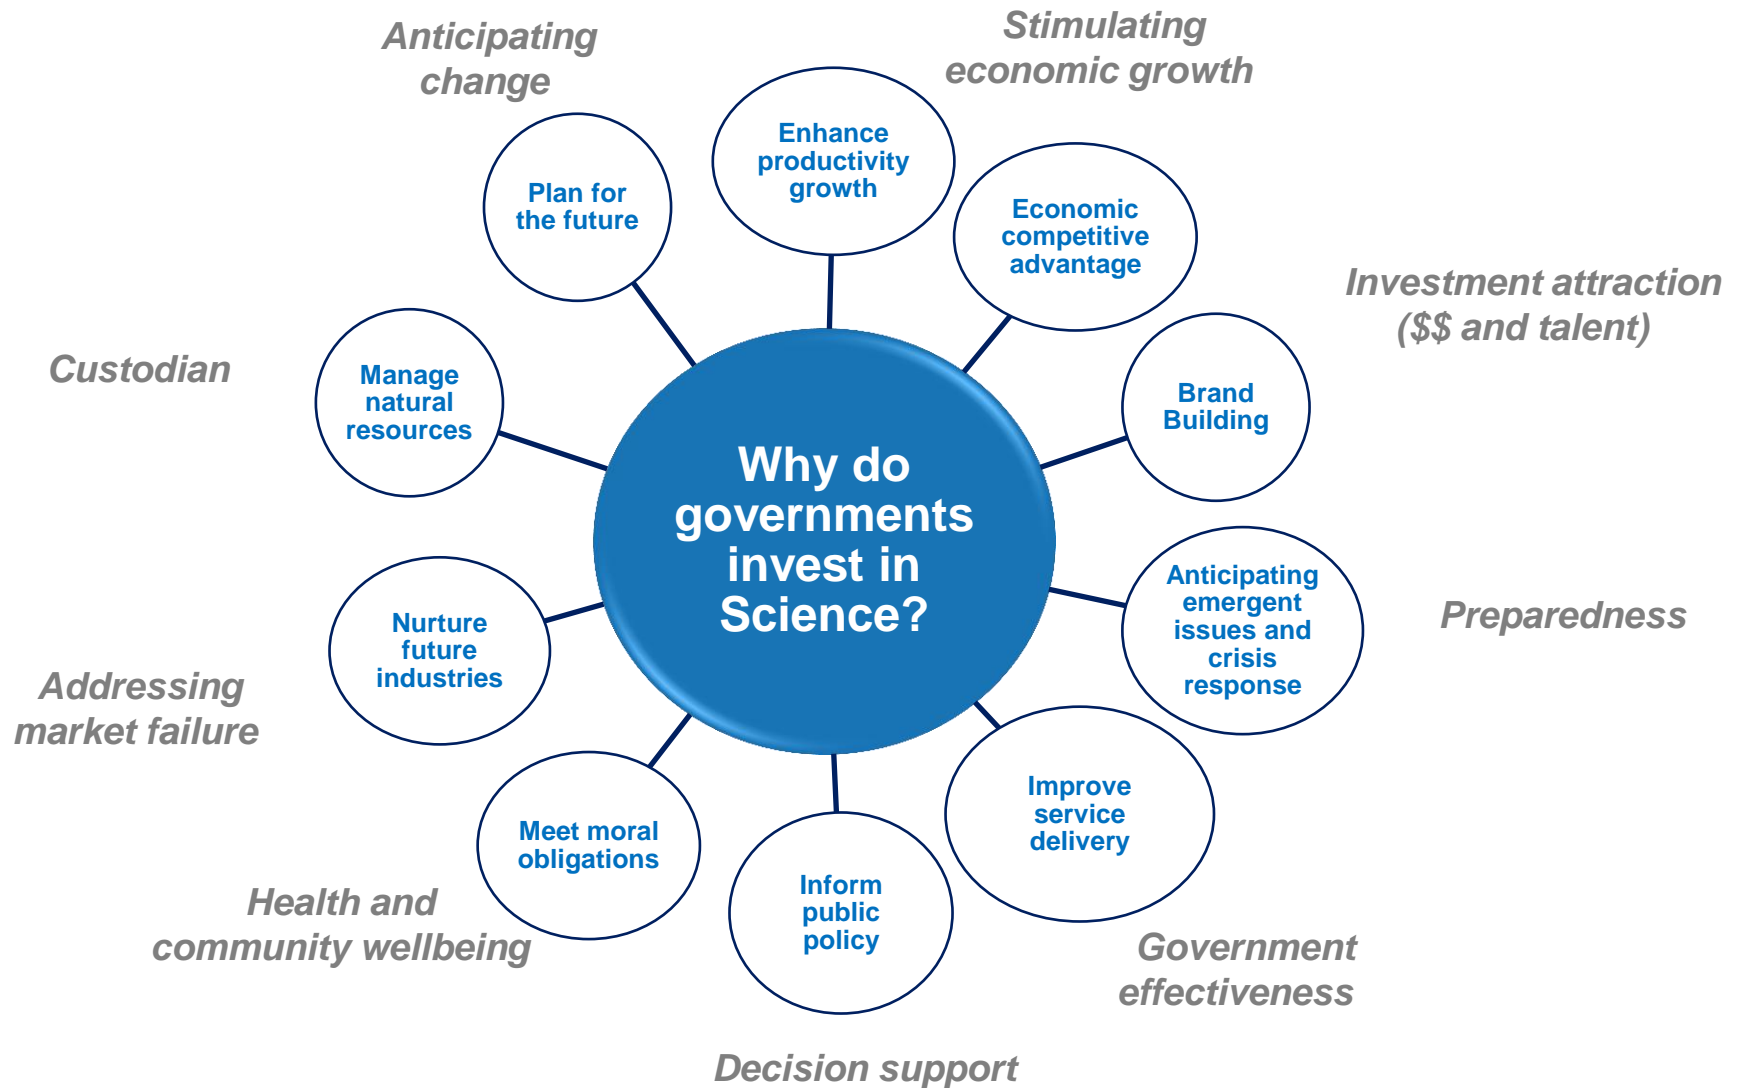 Anticipating
change
Stimulating
economic growth
Enhance
productivity
growth
Plan for
the future
Economic
competitive
advantage
Investment attraction
($$ and talent)
Custodian
Manage
natural
resources
Brand
Building
Why do
governments
invest in
Science?
Anticipating
emergent
issues and
crisis
response
Preparedness
Nurture
future
industries
Addressing
market failure
Improve
service
delivery
Meet moral
obligations
Inform
public
policy
Health and
community wellbeing
Government
effectiveness
Decision support